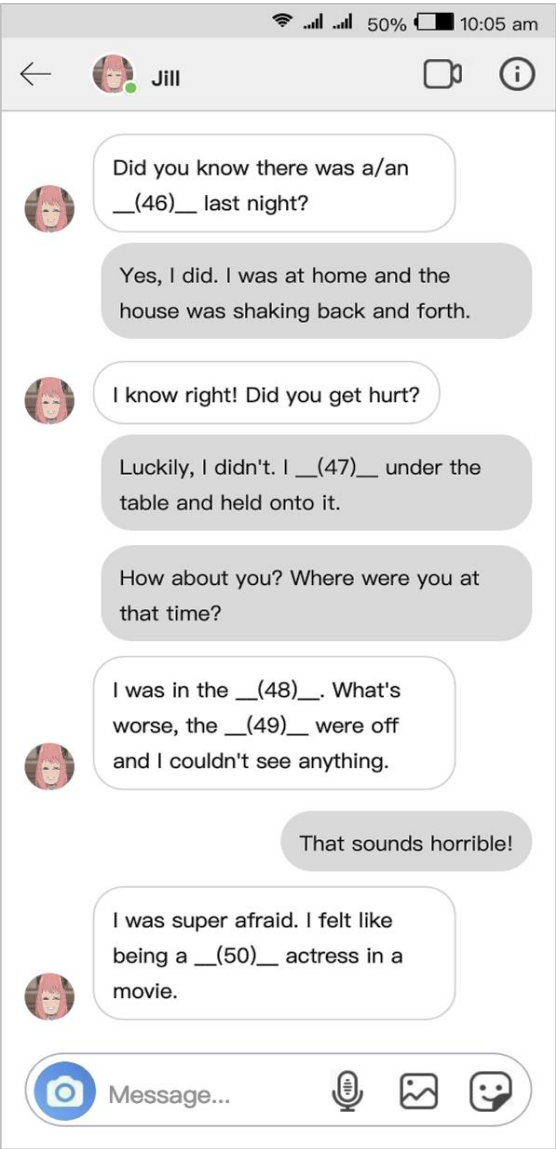 50% 10:05 am
Jill
Did you know there was a/an
__(46)__ last night?
Yes, I did. I was at home and the
house was shaking back and forth.
I know right! Did you get hurt?
Luckily, I didn't. I __(47)__ under the
table and held onto it.
How about you? Where were you at
that time?
I was in the __(48)__. What's
worse, the __(49)__ were off
and I couldn't see anything.
That sounds horrible!
I was super afraid. I felt like
being a __(50)__ actress in a
movie.
Message...